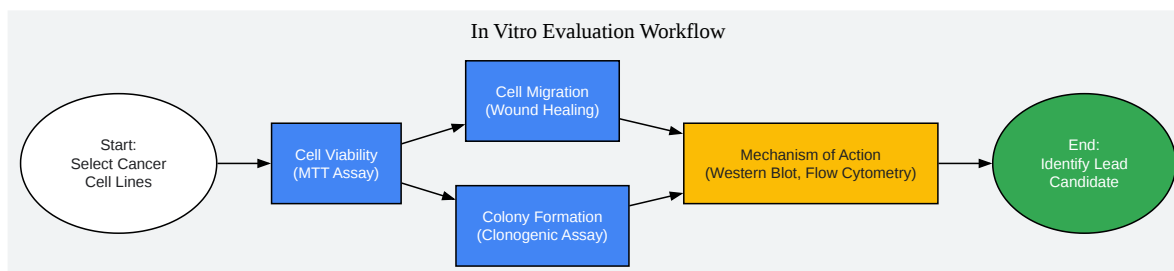 In Vitro Evaluation Workflow
Start:
Select Cancer
Cell Lines
Cell Viability
(MTT Assay)
Cell Migration
(Wound Healing)
Colony Formation
(Clonogenic Assay)
Mechanism of Action
(Western Blot, Flow Cytometry)
End:
Identify Lead
Candidate